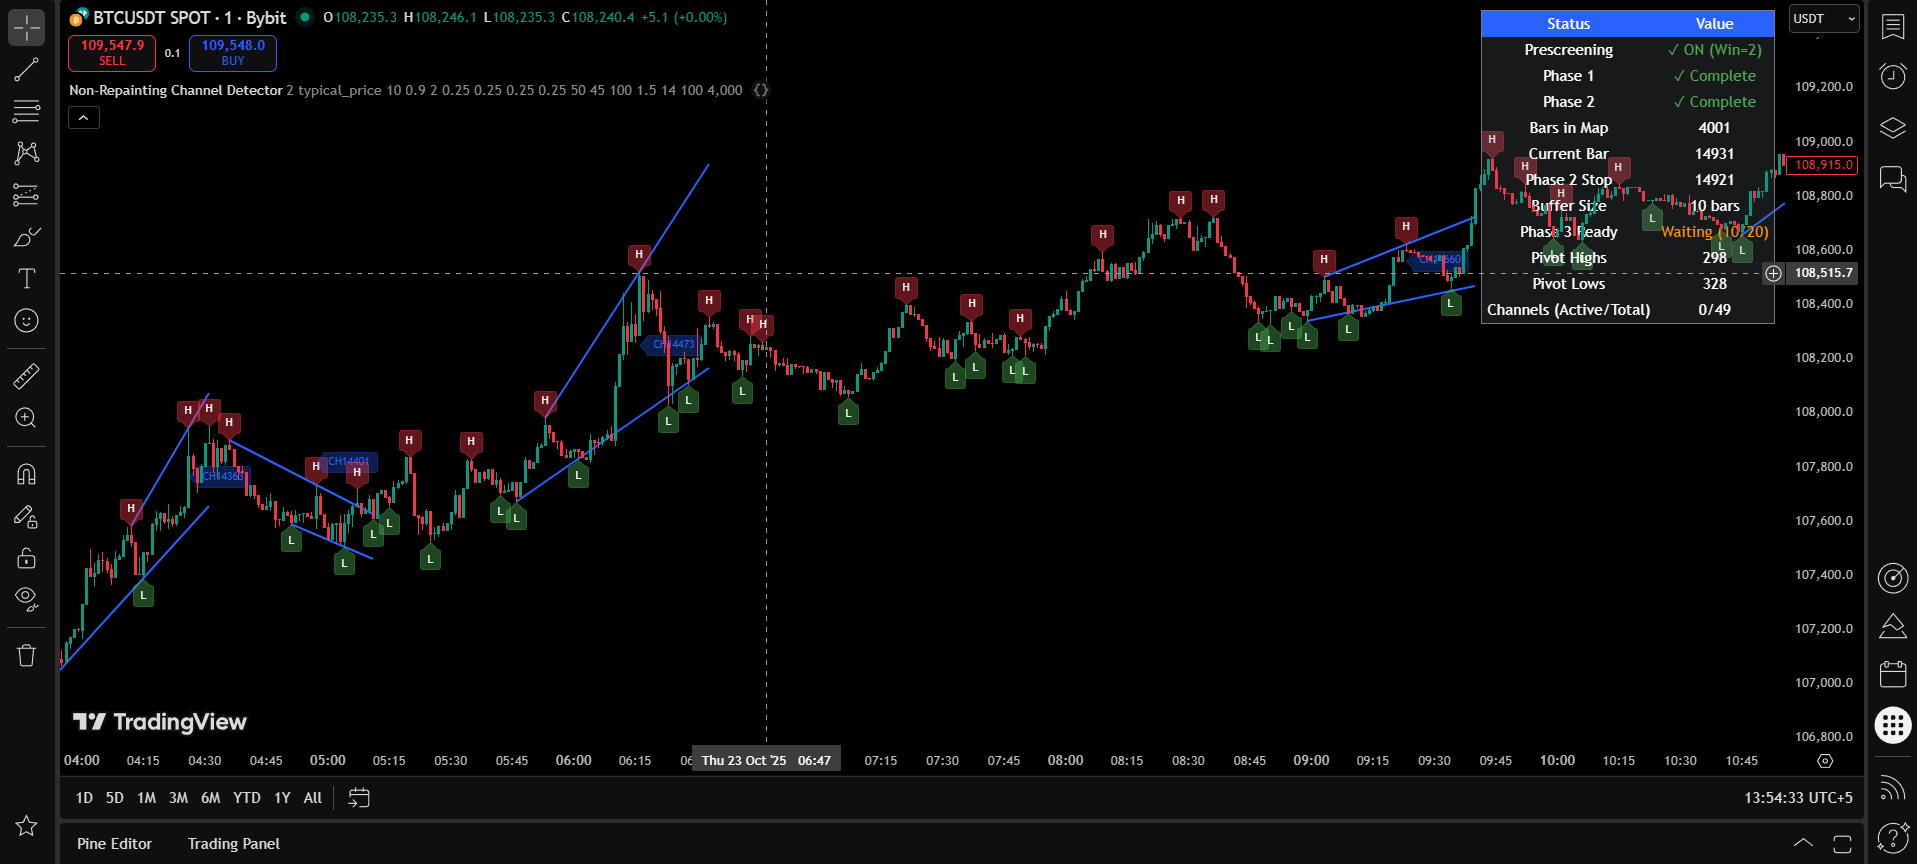 BTCUSDT SPOT · 1 · Bybit O108,235.3 H108,246.1 L108,235.3 C108,240.4 +5.1 (+0.00%)
109,547.9 SELL
0.1
109,548.0 BUY
Non-Repainting Channel Detector 2 typical_price 10 0.9 2 0.25 0.25 0.25 0.25 50 45 100 1.5 14 100 4,000
USDT
Status Value
Prescreening ✓ ON (Win=2)
Phase 1 ✓ Complete
Phase 2 ✓ Complete
Bars in Map 4001
Current Bar 14931
Phase 2 Stop 14921
Buffer Size 10 bars
Phase 3 Ready Waiting (10/20)
Pivot Highs 298
Pivot Lows 328
Channels (Active/Total) 0/49
109,200.0
109,000.0
108,915.0
108,800.0
108,600.0
108,515.7
108,400.0
108,200.0
108,000.0
107,800.0
107,600.0
107,400.0
107,200.0
107,000.0
106,800.0
H H H H H H H H H H H H H H H H H H H H H H H H H
L L L L L L L L L L L L L L L L L L L L L L L L L L L L L
CH14363
CH14401
CH14473
TradingView
04:00 04:15 04:30 04:45 05:00 05:15 05:30 05:45 06:00 06:15 Thu 23 Oct '25 06:47 07:15 07:30 07:45 08:00 08:15 08:30 08:45 09:00 09:15 09:30 09:45 10:00 10:15 10:30 10:45
1D 5D 1M 3M 6M YTD 1Y All
13:54:33 UTC+5
Pine Editor Trading Panel